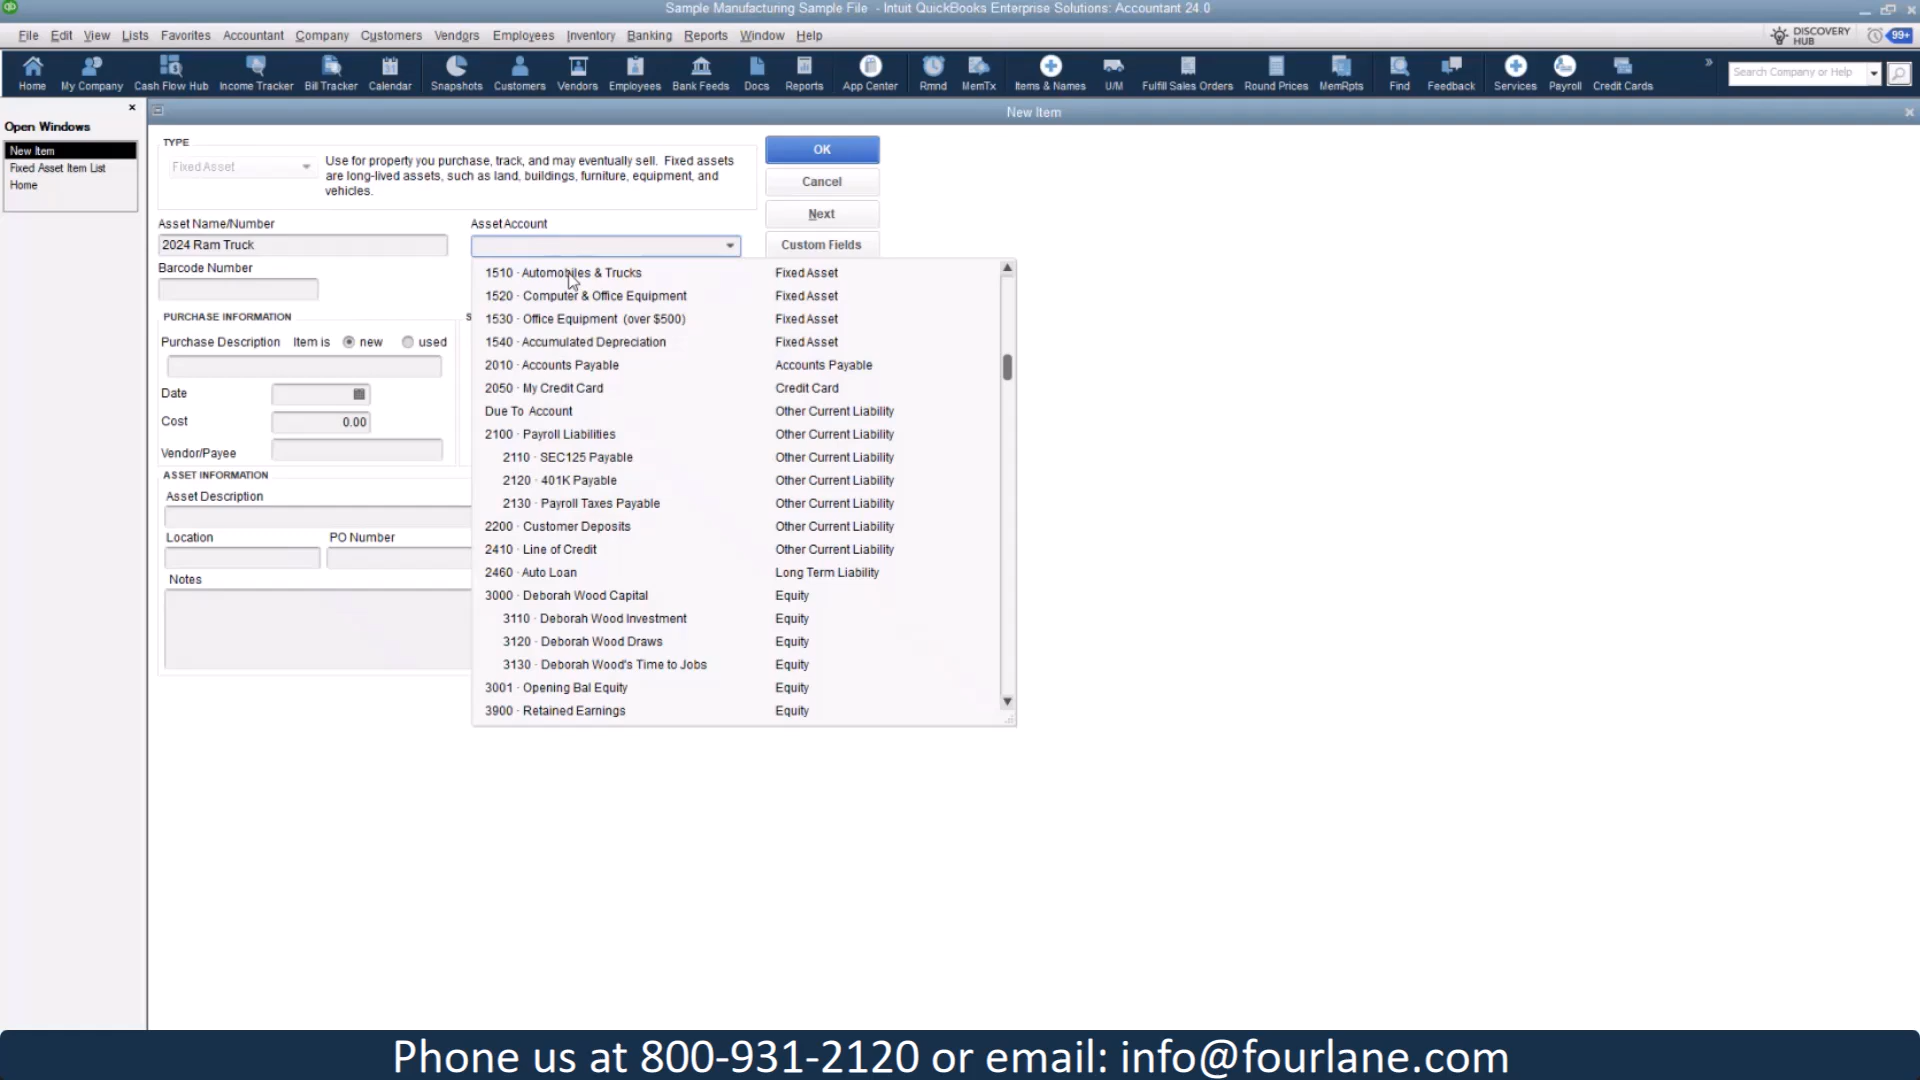 Sample Manufacturing Sample File - Intuit QuickBooks Enterprise Solutions: Accountant 24.0
File Edit View Lists Favorites Accountant Company Customers Vendors Employees Inventory Banking Reports Window Help
DISCOVERY HUB 99+
Home My Company Cash Flow Hub Income Tracker Bill Tracker Calendar Snapshots Customers Vendors Employees Bank Feeds Docs Reports App Center Rmnd MemTx Items & Names U/M Fulfill Sales Orders Round Prices MemRpts Find Feedback Services Payroll Credit Cards » Search Company or Help
New Item
Open Windows
New Item
Fixed Asset Item List
Home
TYPE
Fixed Asset
Use for property you purchase, track, and may eventually sell. Fixed assets
are long-lived assets, such as land, buildings, furniture, equipment, and
vehicles.
OK
Cancel
Next
Custom Fields
Asset Name/Number
2024 Ram Truck
Asset Account
Barcode Number
PURCHASE INFORMATION
S
Purchase Description Item is new used
Date
Cost 0.00
Vendor/Payee
ASSET INFORMATION
Asset Description
Location PO Number
Notes
1510 · Automobiles & Trucks Fixed Asset
1520 · Computer & Office Equipment Fixed Asset
1530 · Office Equipment (over $500) Fixed Asset
1540 · Accumulated Depreciation Fixed Asset
2010 · Accounts Payable Accounts Payable
2050 · My Credit Card Credit Card
Due To Account Other Current Liability
2100 · Payroll Liabilities Other Current Liability
2110 · SEC125 Payable Other Current Liability
2120 · 401K Payable Other Current Liability
2130 · Payroll Taxes Payable Other Current Liability
2200 · Customer Deposits Other Current Liability
2410 · Line of Credit Other Current Liability
2460 · Auto Loan Long Term Liability
3000 · Deborah Wood Capital Equity
3110 · Deborah Wood Investment Equity
3120 · Deborah Wood Draws Equity
3130 · Deborah Wood's Time to Jobs Equity
3001 · Opening Bal Equity Equity
3900 · Retained Earnings Equity
Phone us at 800-931-2120 or email: info@fourlane.com